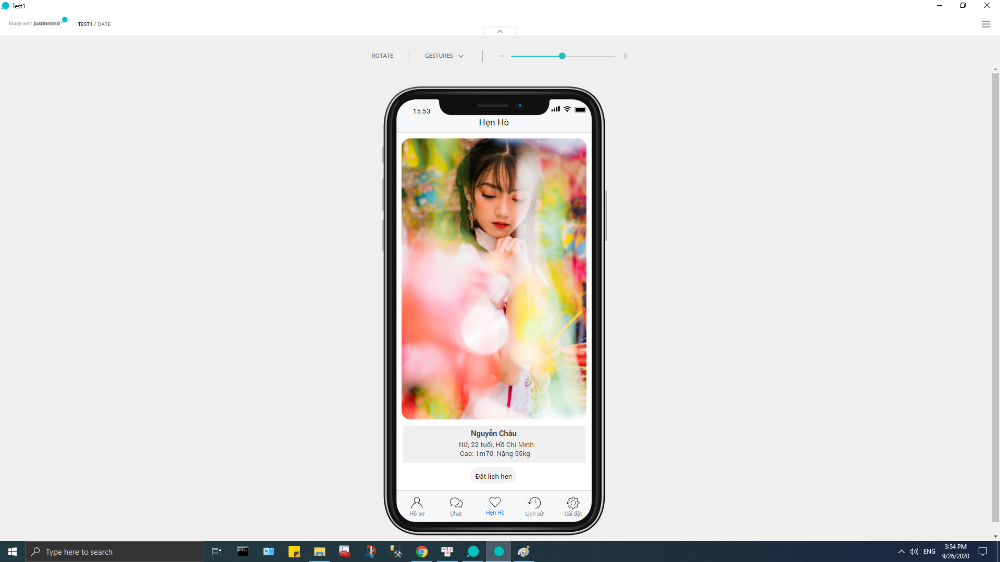 Test1
Made with Justinmind
TEST1 / DATE
ROTATE
GESTURES
15:53
Hẹn Hò
Nguyễn Châu
Nữ, 22 tuổi, Hồ Chí Minh
Cao: 1m70, Nặng 55kg
Đặt lịch hẹn
Hồ sơ
Chat
Hẹn Hò
Lịch sử
Cài đặt
Type here to search
ENG
3:54 PM
9/26/2020